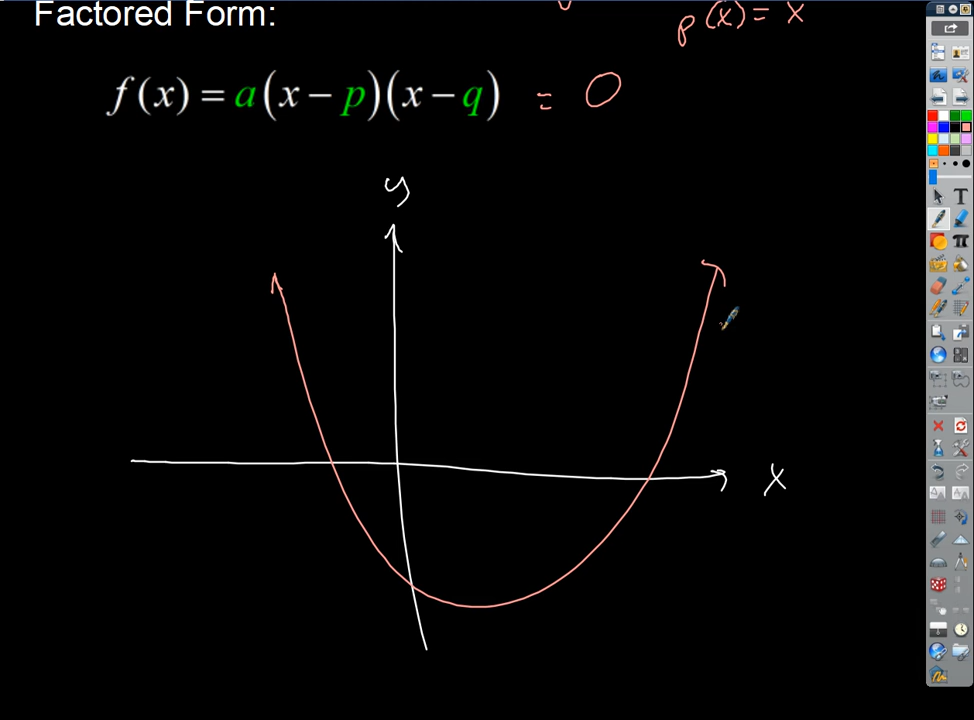 Factored Form:
p(x) = x
f(x) = a(x − p)(x − q) = 0
y
x